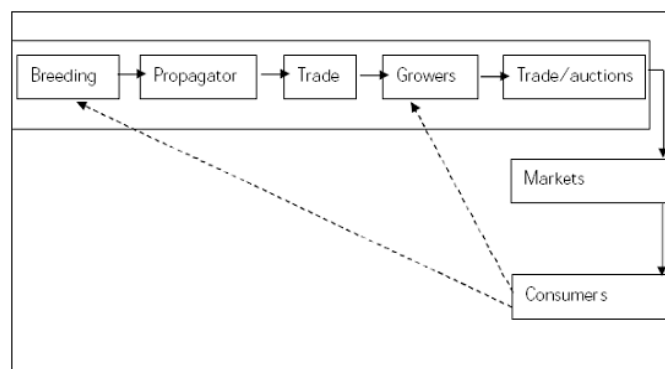 Breeding
Propagator
Trade
Growers
Trade/auctions
Markets
Consumers